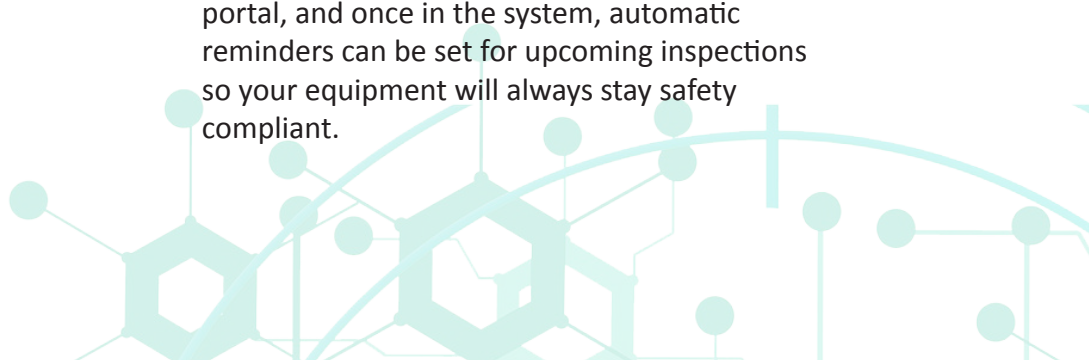 portal, and once in the system, automatic
reminders can be set for upcoming inspections
so your equipment will always stay safety
compliant.